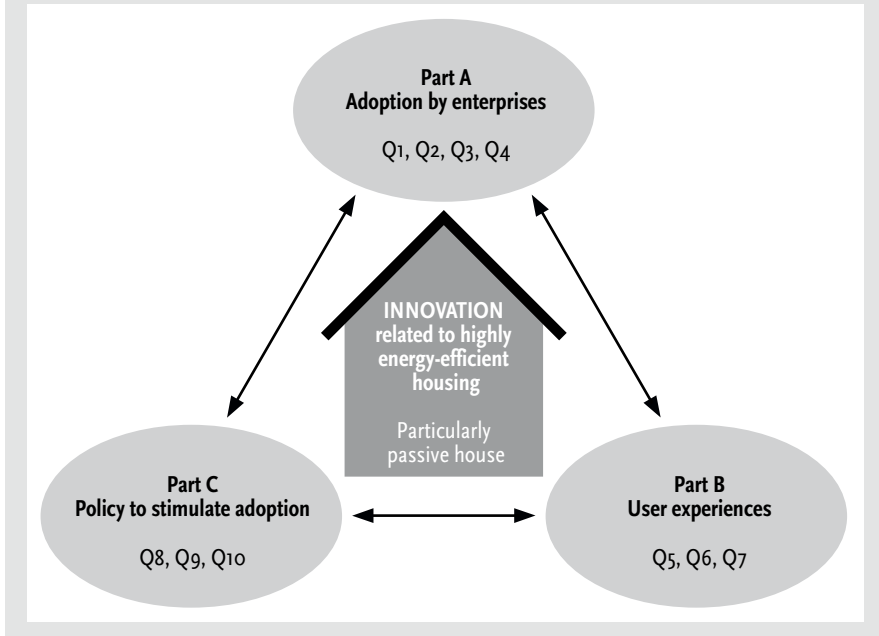 Part A
Adoption by enterprises
Q1, Q2, Q3, Q4
INNOVATION
related to highly
energy-efficient
housing
Particularly
passive house
Part C
Policy to stimulate adoption
Q8, Q9, Q10
Part B
User experiences
Q5, Q6, Q7